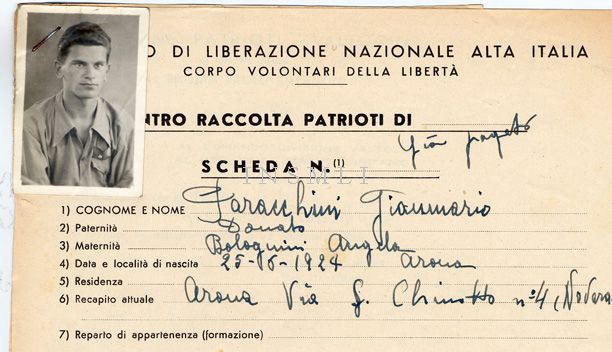 O DI LIBERAZIONE NAZIONALE ALTA ITALIA
CORPO VOLONTARI DELLA LIBERTÀ
NTRO RACCOLTA PATRIOTI DI
già pagato
SCHEDA N. (1)
INSMLI
1) COGNOME E NOME Garacchini Gianmario
2) Paternità Donato
3) Maternità Bolognini Angela
4) Data e località di nascita 25-6-1924 Arona
5) Residenza
6) Recapito attuale Arona Via G. Chinotto n° 4 (Novara
7) Reparto di appartenenza (formazione)